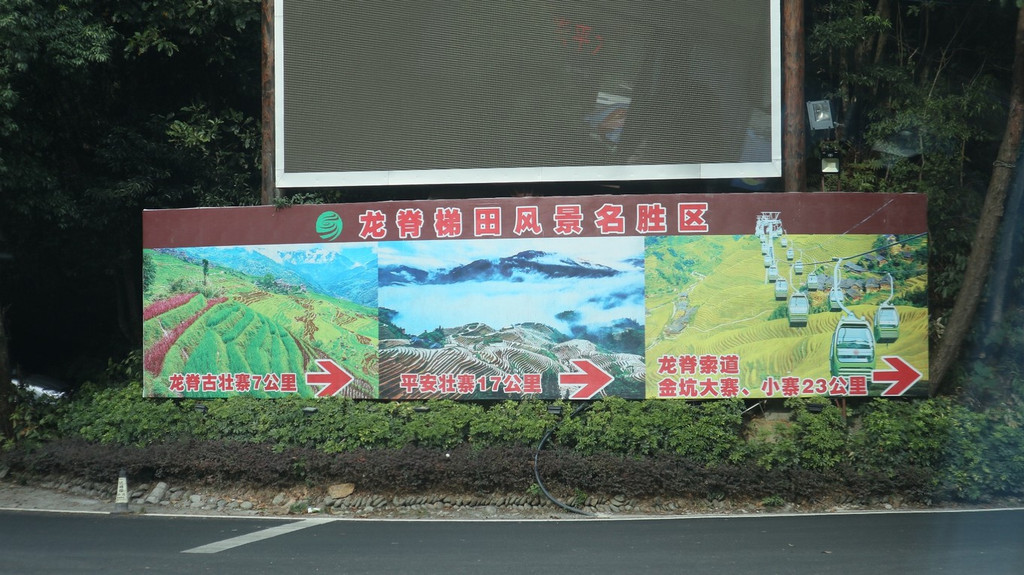 龙脊梯田风景名胜区
龙脊古壮寨7公里
平安壮寨17公里
龙脊索道
金坑大寨、小寨23公里